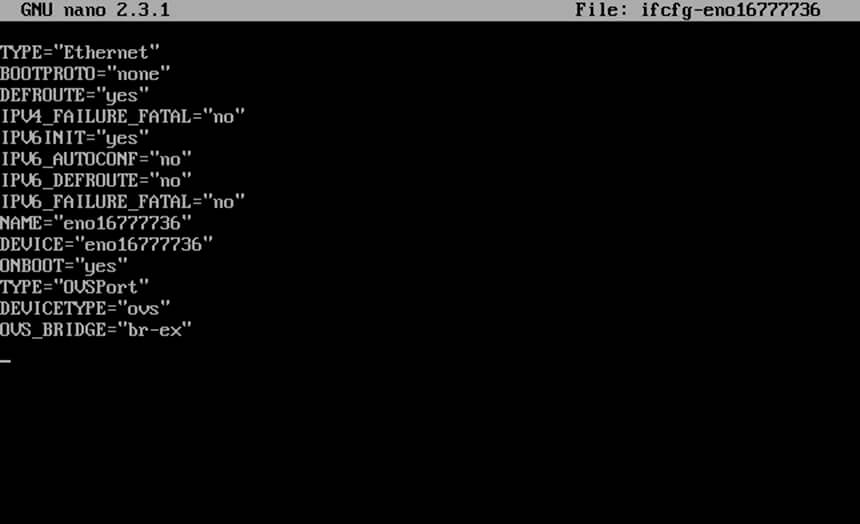 GNU nano 2.3.1 File: ifcfg-eno16777736
TYPE="Ethernet"
BOOTPROTO="none"
DEFROUTE="yes"
IPV4_FAILURE_FATAL="no"
IPV6INIT="yes"
IPV6_AUTOCONF="no"
IPV6_DEFROUTE="no"
IPV6_FAILURE_FATAL="no"
NAME="eno16777736"
DEVICE="eno16777736"
ONBOOT="yes"
TYPE="OVSPort"
DEVICETYPE="ovs"
OVS_BRIDGE="br-ex"